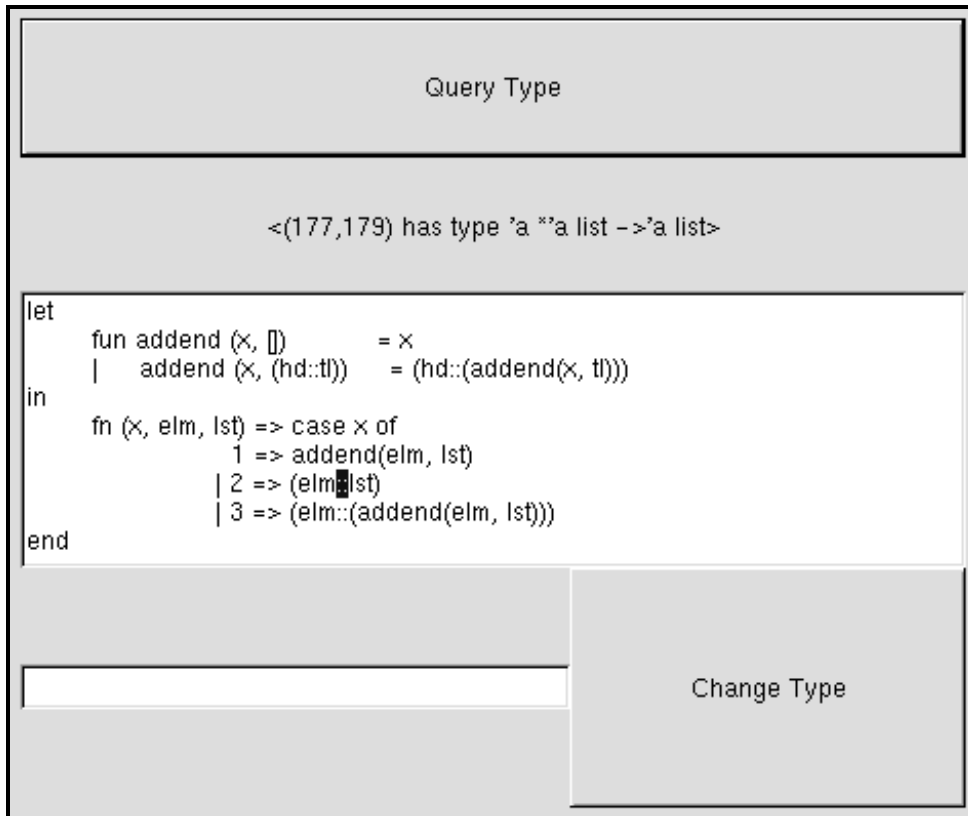 Query Type
<(177,179) has type 'a *'a list ->'a list>
let
fun addend (x, []) = x
| addend (x, (hd::tl)) = (hd::(addend(x, tl)))
in
fn (x, elm, lst) => case x of
1 => addend(elm, lst)
| 2 => (elm::lst)
| 3 => (elm::(addend(elm, lst)))
end
Change Type